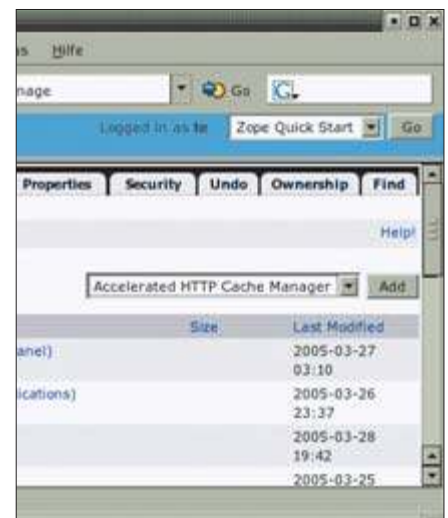 as Hilfe
nage Go G
Logged in as te Zope Quick Start Go
Properties Security Undo Ownership Find
Help!
Accelerated HTTP Cache Manager Add
Size Last Modified
anel) 2005-03-27
03:10
ications) 2005-03-26
23:37
2005-03-28
19:42
2005-03-25